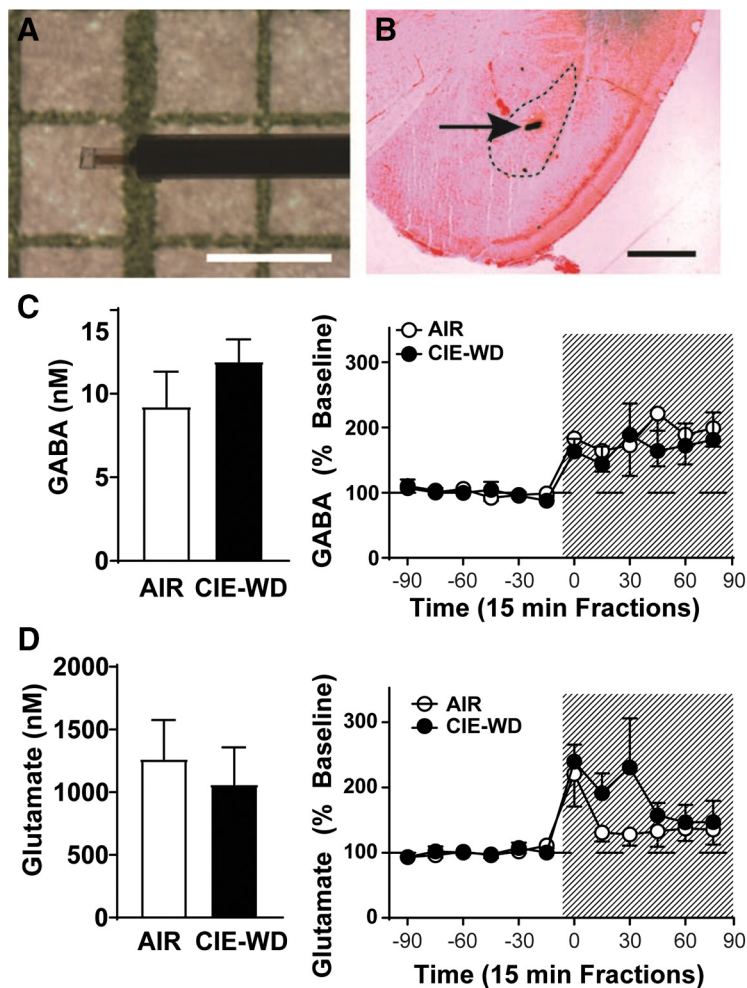 A
B
C
GABA (nM)
15
10
5
0
AIR CIE-WD
GABA (% Baseline)
AIR
CIE-WD
300
200
100
0
-90 -60 -30 0 30 60 90
Time (15 min Fractions)
D
Glutamate (nM)
2000
1500
1000
500
0
AIR CIE-WD
Glutamate (% Baseline)
AIR
CIE-WD
300
200
100
0
-90 -60 -30 0 30 60 90
Time (15 min Fractions)